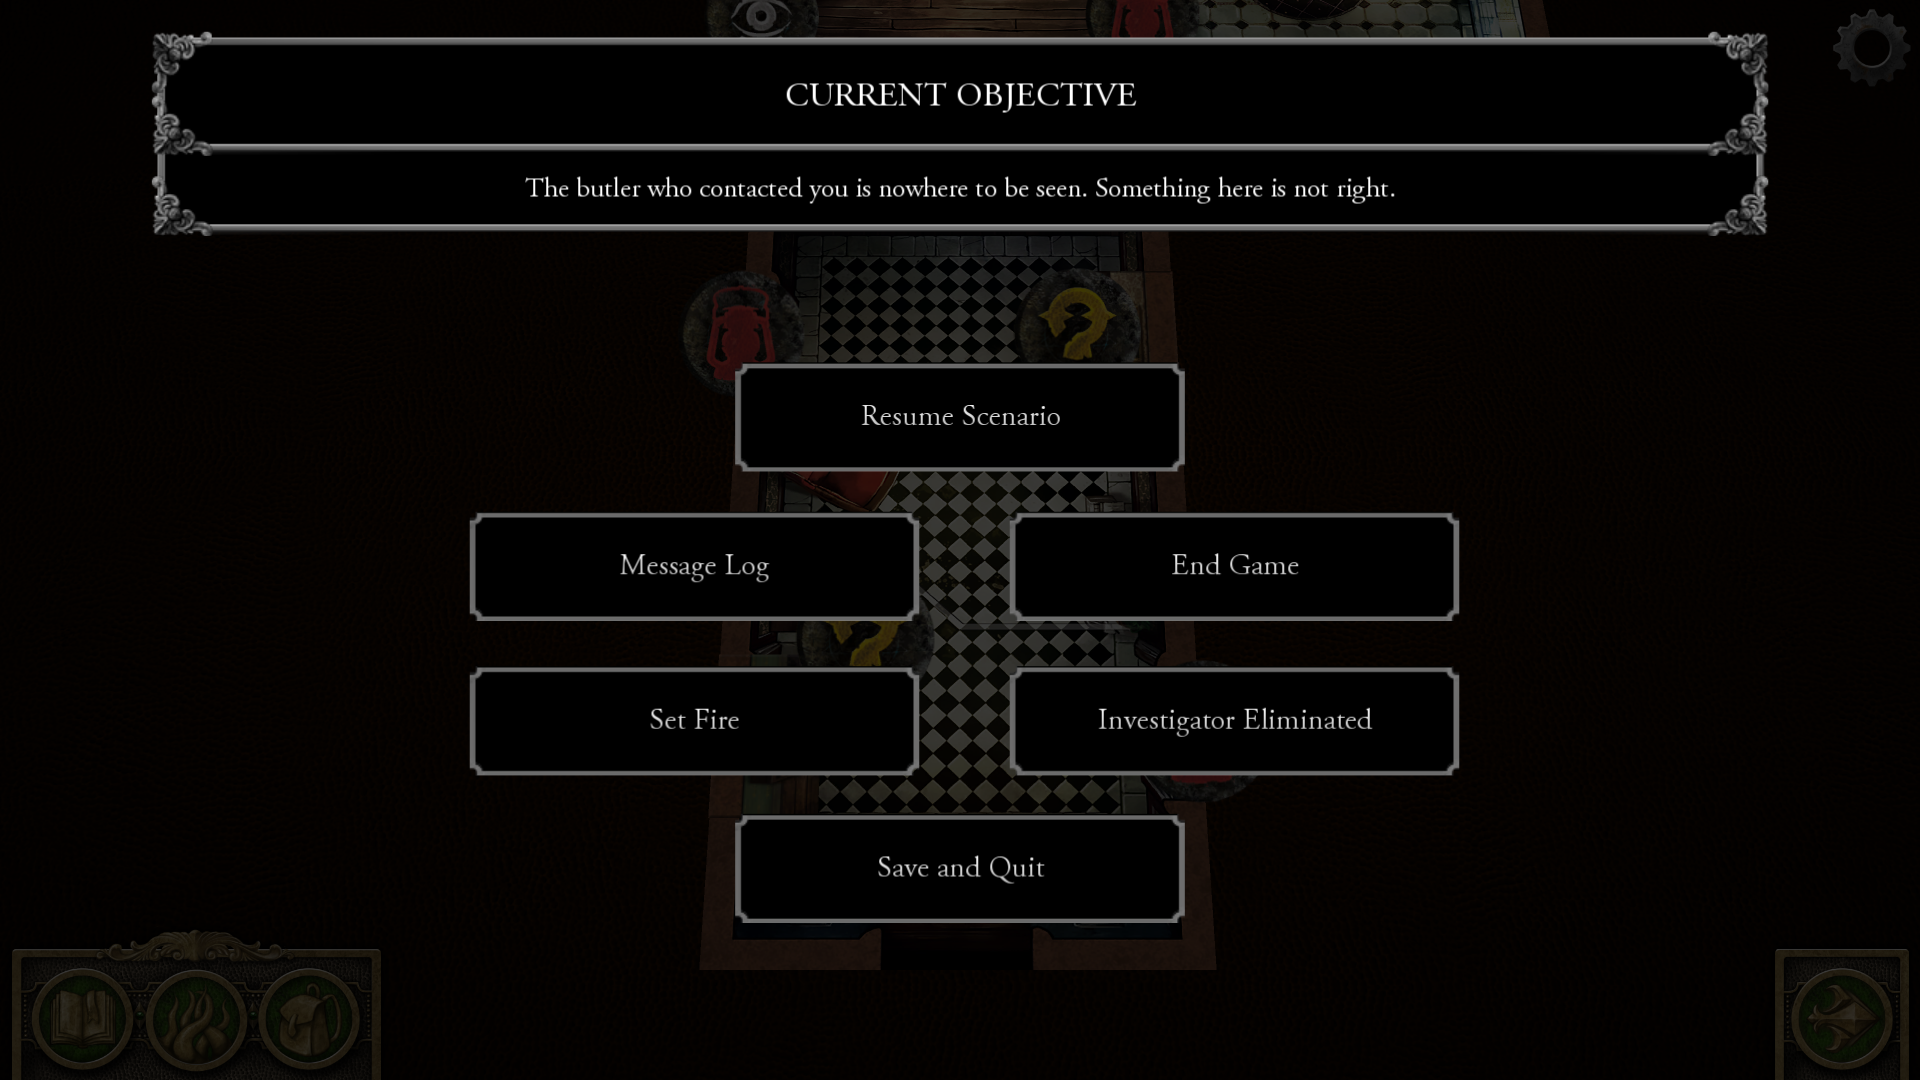 CURRENT OBJECTIVE
The butler who contacted you is nowhere to be seen. Something here is not right.
Resume Scenario
Message Log
End Game
Set Fire
Investigator Eliminated
Save and Quit